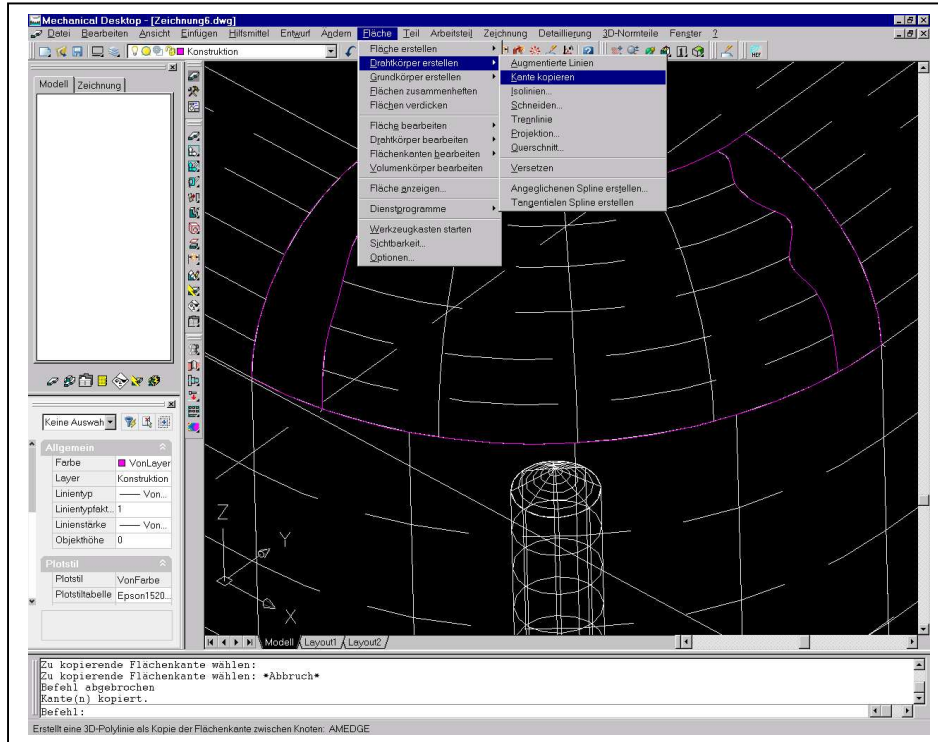 Mechanical Desktop - [Zeichnung6.dwg]
Datei Bearbeiten Ansicht Einfügen Hilfsmittel Entwurf Ändern Fläche Teil Arbeitsteil Zeichnung Detaillierung 3D-Normteile Fenster ?
Konstruktion
Modell Zeichnung
Fläche erstellen
Drahtkörper erstellen
Grundkörper erstellen
Flächen zusammenheften
Flächen verdicken
Fläche bearbeiten
Drahtkörper bearbeiten
Flächenkanten bearbeiten
Volumenkörper bearbeiten
Fläche anzeigen...
Dienstprogramme
Werkzeugkasten starten
Sichtbarkeit...
Optionen...
Augmentierte Linien
Kante kopieren
Isolinien...
Schneiden...
Trennlinie
Projektion...
Querschnitt...
Versetzen
Angeglichenen Spline erstellen...
Tangentialen Spline erstellen
Keine Auswah
Allgemein
Farbe VonLayer
Layer Konstruktion
Linientyp Von...
Linientypfakt... 1
Linienstärke Von...
Objekthöhe 0
Plotstil
Plotstil VonFarbe
Plotstiltabelle Epson1520...
Z
Y
X
Modell Layout1 Layout2
Zu kopierende Flächenkante wählen:
Zu kopierende Flächenkante wählen: *Abbruch*
Befehl abgebrochen
Kante(n) kopiert.
Befehl:
Erstellt eine 3D-Polylinie als Kopie der Flächenkante zwischen Knoten: AMEDGE